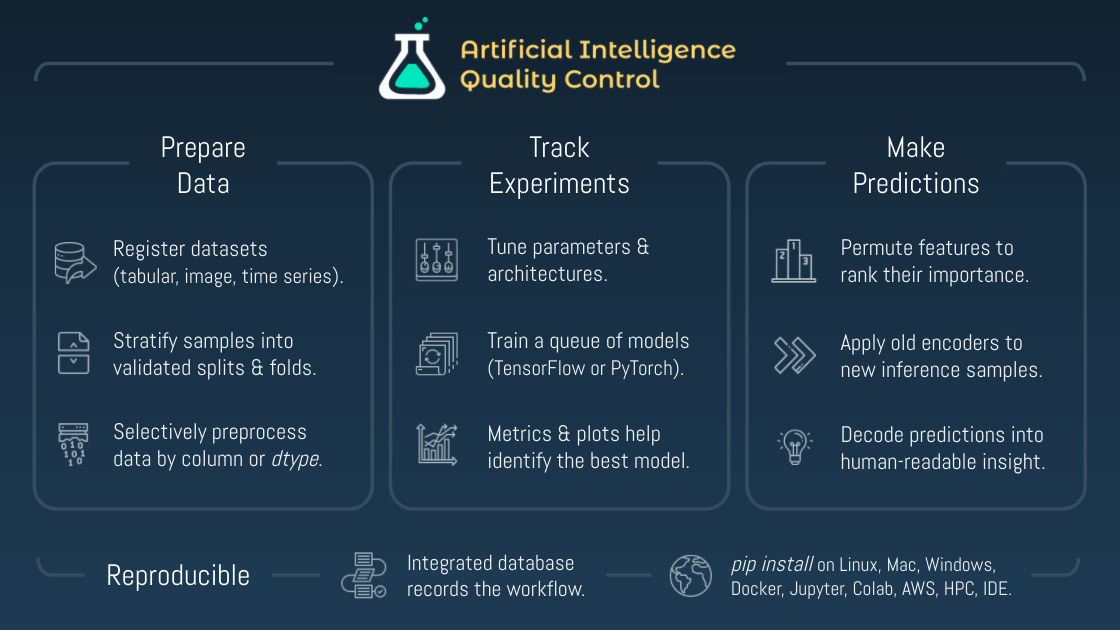 Artificial Intelligence
Quality Control
Prepare
Data
Register datasets
(tabular, image, time series).
Stratify samples into
validated splits & folds.
Selectively preprocess
data by column or dtype.
10
0101
101
10
Track
Experiments
Tune parameters &
architectures.
Train a queue of models
(TensorFlow or PyTorch).
Metrics & plots help
identify the best model.
Make
Predictions
1
2
3
Permute features to
rank their importance.
Apply old encoders to
new inference samples.
Decode predictions into
human-readable insight.
Reproducible
Integrated database
records the workflow.
pip install on Linux, Mac, Windows,
Docker, Jupyter, Colab, AWS, HPC, IDE.